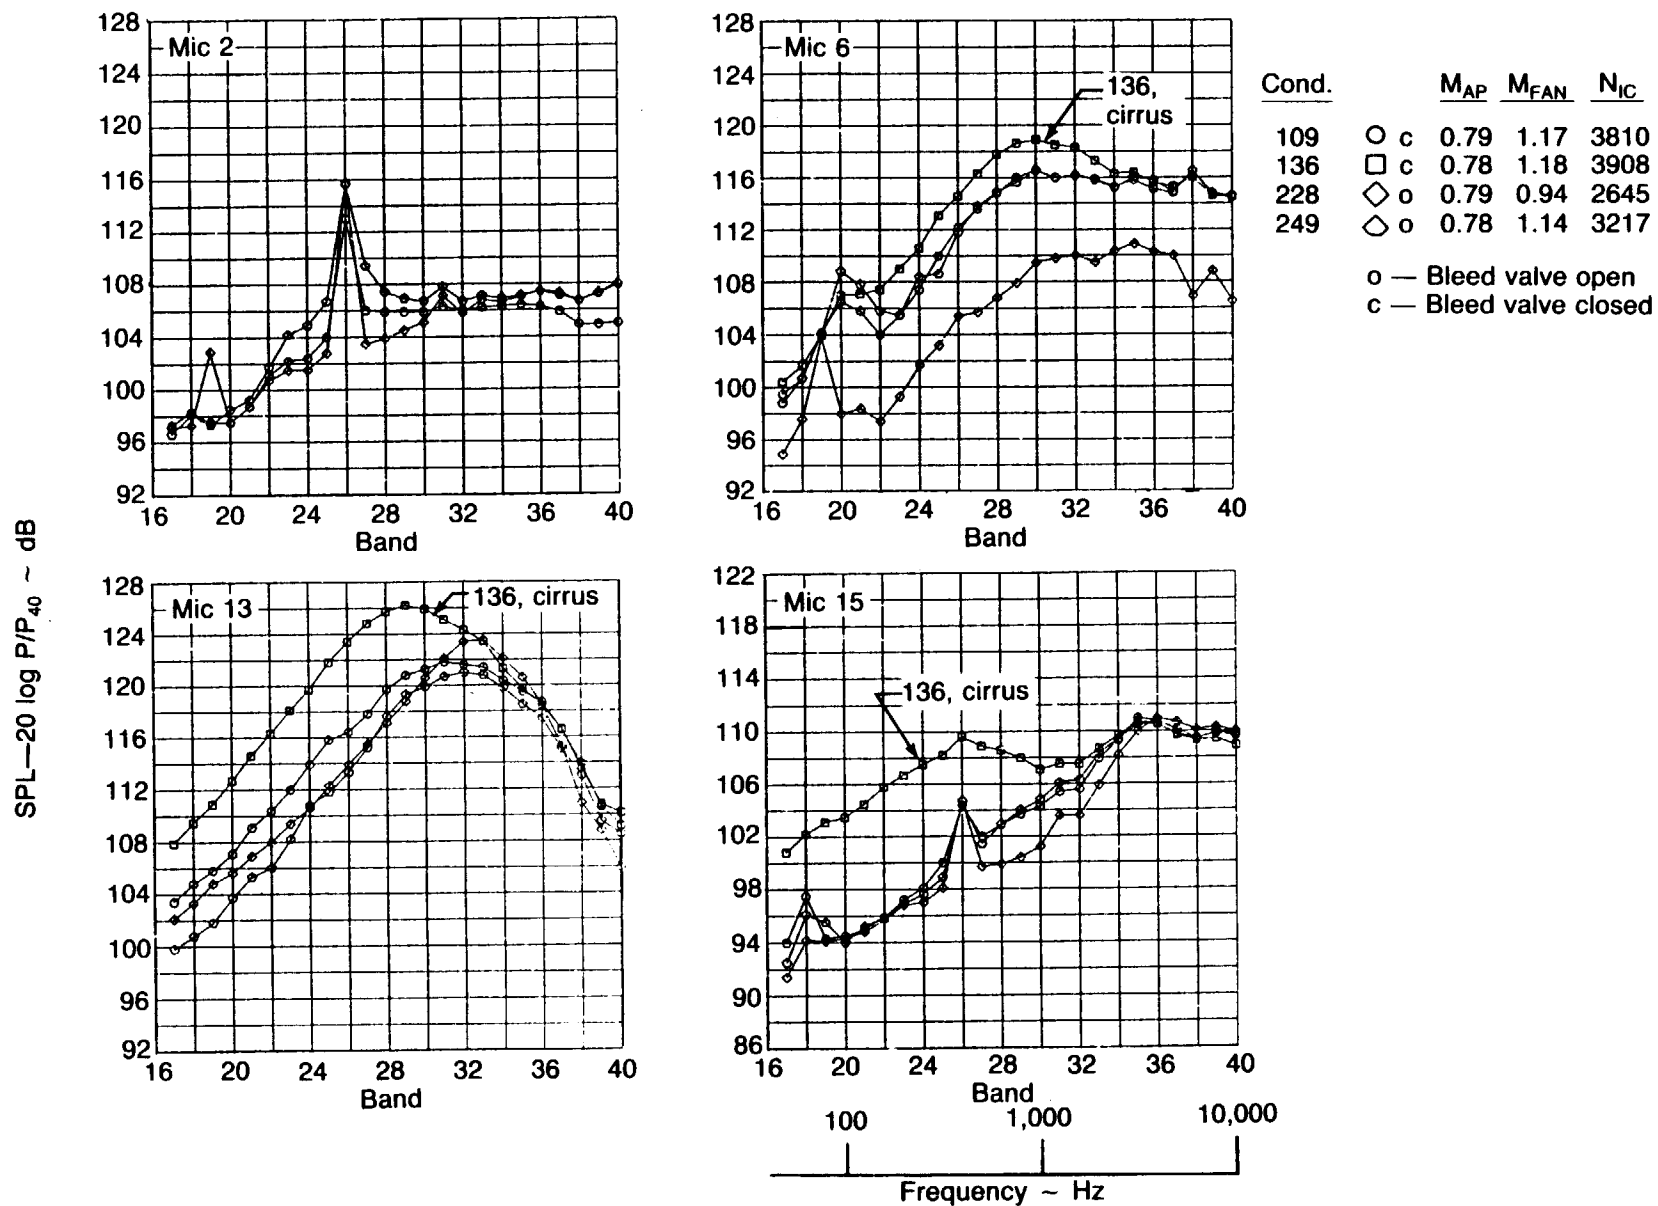 SPL—20 log P/P40 ~ dB
Mic 2
128
124
120
116
112
108
104
100
96
92
16 20 24 28 32 36 40
Band
Mic 6
136,
cirrus
128
124
120
116
112
108
104
100
96
92
16 20 24 28 32 36 40
Band
Cond. MAP MFAN NIC
109 c 0.79 1.17 3810
136 c 0.78 1.18 3908
228 o 0.79 0.94 2645
249 o 0.78 1.14 3217
o — Bleed valve open
c — Bleed valve closed
Mic 13
136, cirrus
128
124
120
116
112
108
104
100
96
92
16 20 24 28 32 36 40
Band
Mic 15
136, cirrus
122
118
114
110
106
102
98
94
90
86
16 20 24 28 32 36 40
Band
100 1,000 10,000
Frequency ~ Hz